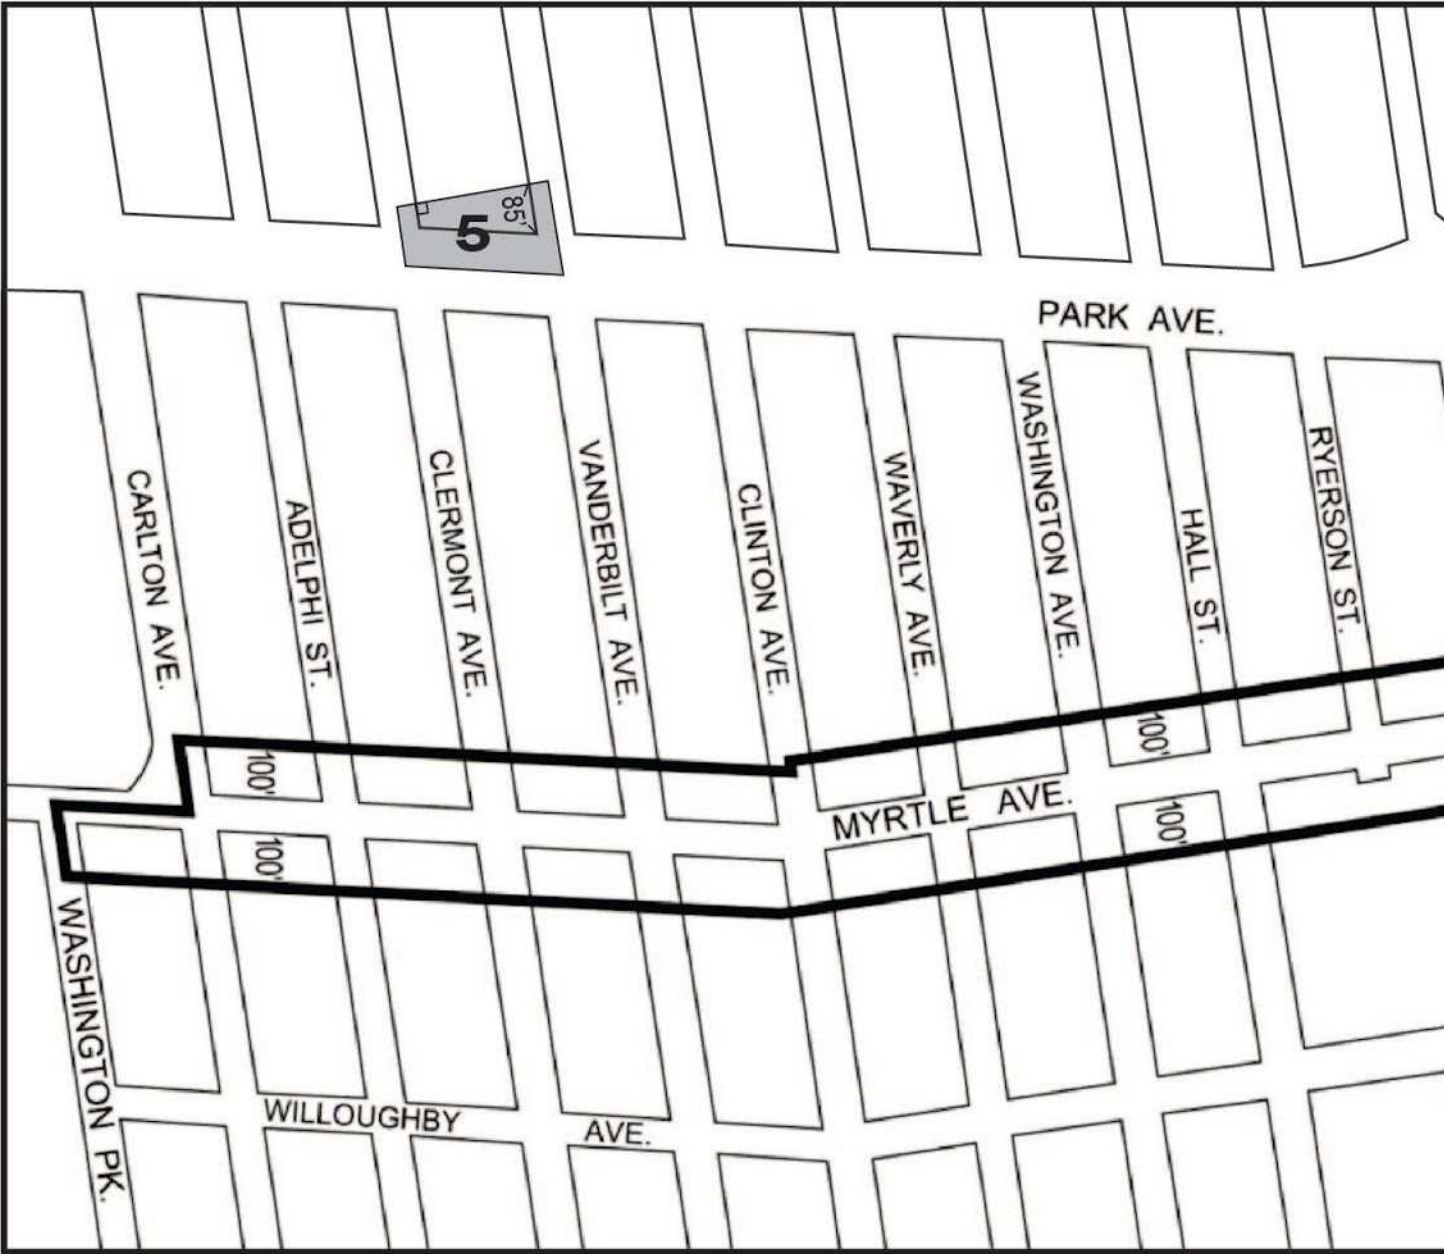 85'
5
PARK AVE.
CARLTON AVE.
ADELPHI ST.
CLERMONT AVE.
VANDERBILT AVE.
CLINTON AVE.
WAVERLY AVE.
WASHINGTON AVE.
HALL ST.
RYERSON ST.
100'
100'
MYRTLE AVE.
100'
100'
WASHINGTON PK.
WILLOUGHBY AVE.